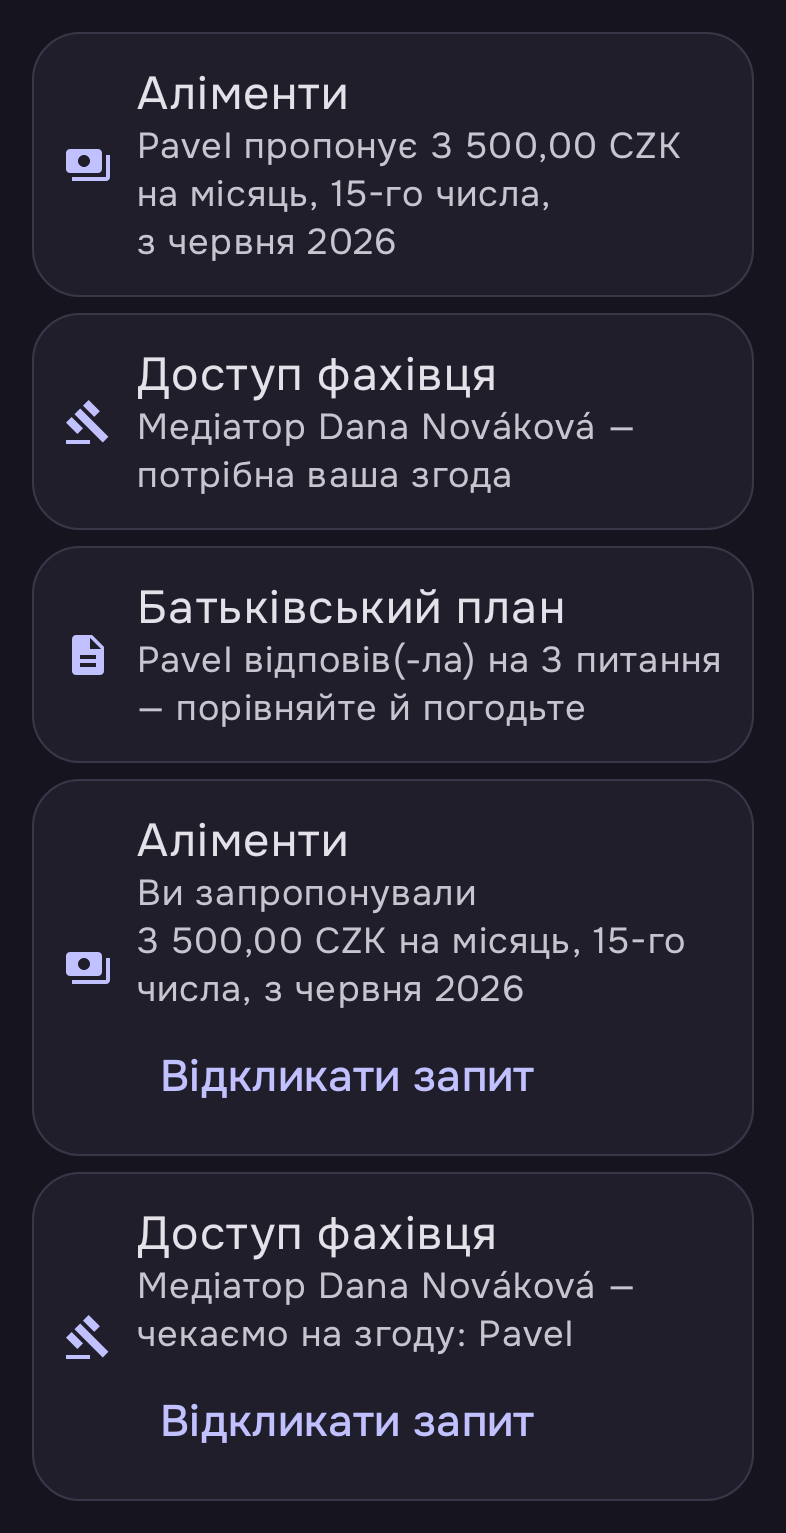 Аліменти
Pavel пропонує 3 500,00 CZK
на місяць, 15-го числа,
з червня 2026
Доступ фахівця
Медіатор Dana Nováková —
потрібна ваша згода
Батьківський план
Pavel відповів(-ла) на 3 питання
— порівняйте й погодьте
Аліменти
Ви запропонували
3 500,00 CZK на місяць, 15-го
числа, з червня 2026
Відкликати запит
Доступ фахівця
Медіатор Dana Nováková —
чекаємо на згоду: Pavel
Відкликати запит